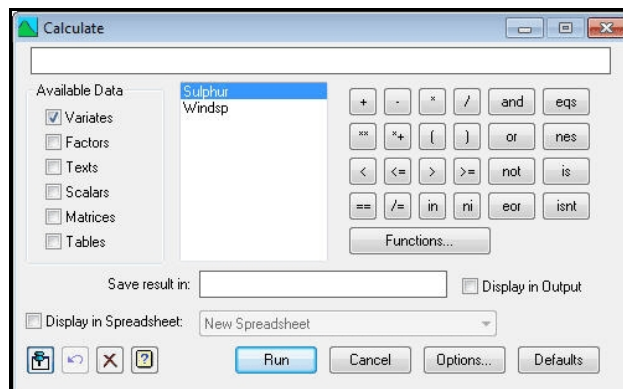 Calculate
Available Data
Variates
Factors
Texts
Scalars
Matrices
Tables
Sulphur
Windsp
+ - * / and eqs
** *+ ( ) or nes
< <= > >= not is
== /= in ni eor isnt
Functions...
Save result in:
Display in Output
Display in Spreadsheet: New Spreadsheet
Run Cancel Options... Defaults